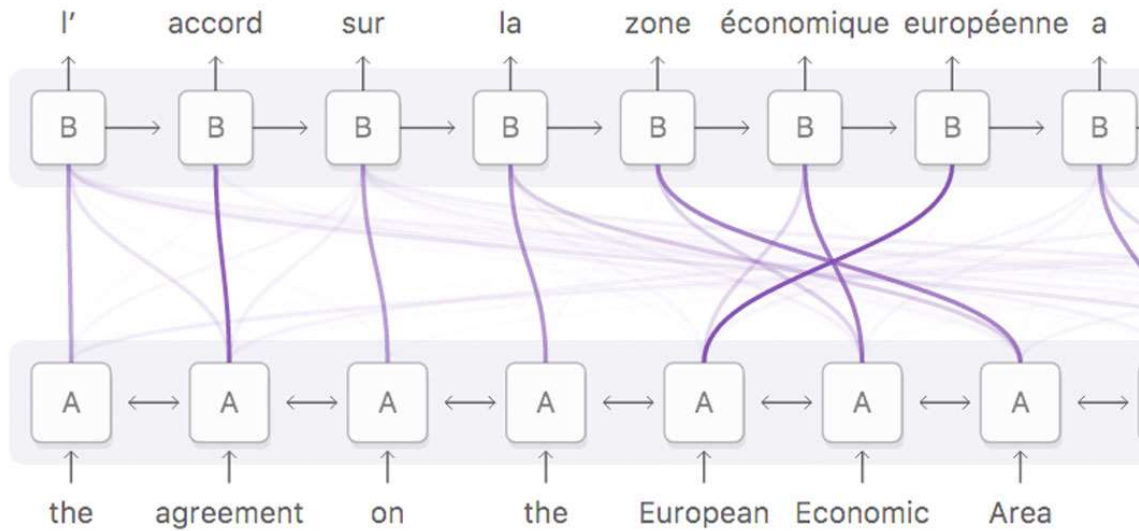 l' accord sur la zone économique européenne a
B B B B B B B B
A A A A A A A
the agreement on the European Economic Area